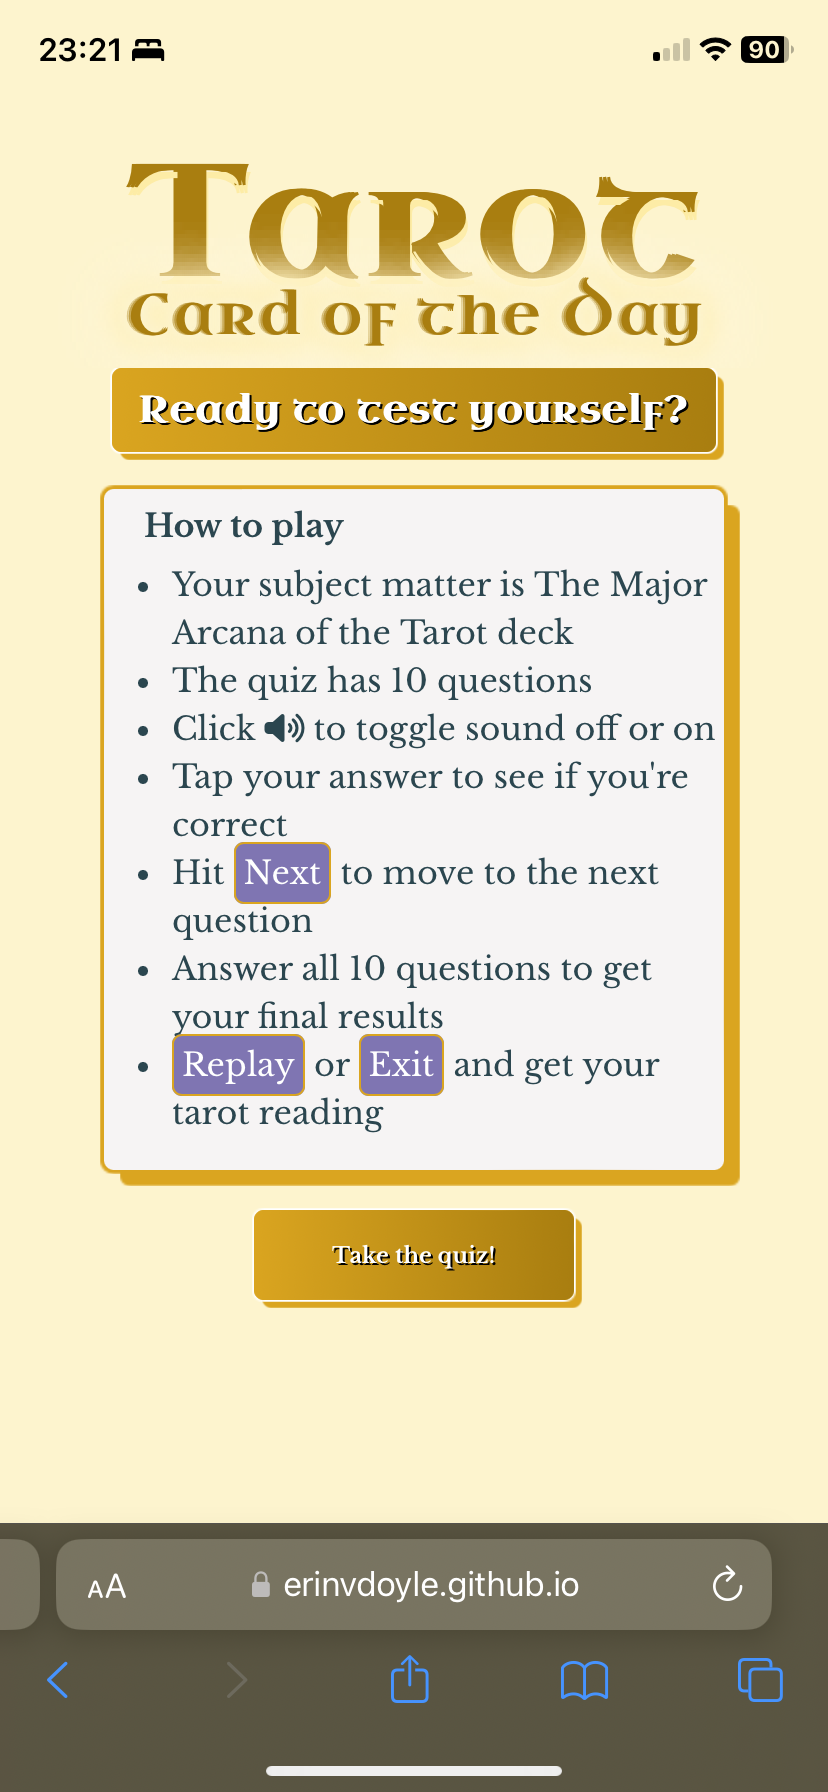 23:21
90
Tarot
Card of the Day
Ready to test yourself?
How to play
• Your subject matter is The Major
Arcana of the Tarot deck
• The quiz has 10 questions
• Click to toggle sound off or on
• Tap your answer to see if you're
correct
• Hit Next to move to the next
question
• Answer all 10 questions to get
your final results
• Replay or Exit and get your
tarot reading
Take the quiz!
AA erinvdoyle.github.io